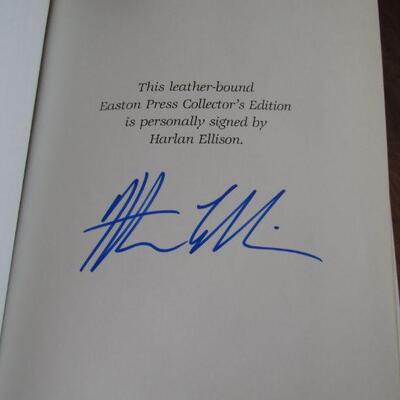 This leather-bound
Easton Press Collector's Edition
is personally signed by
Harlan Ellison.